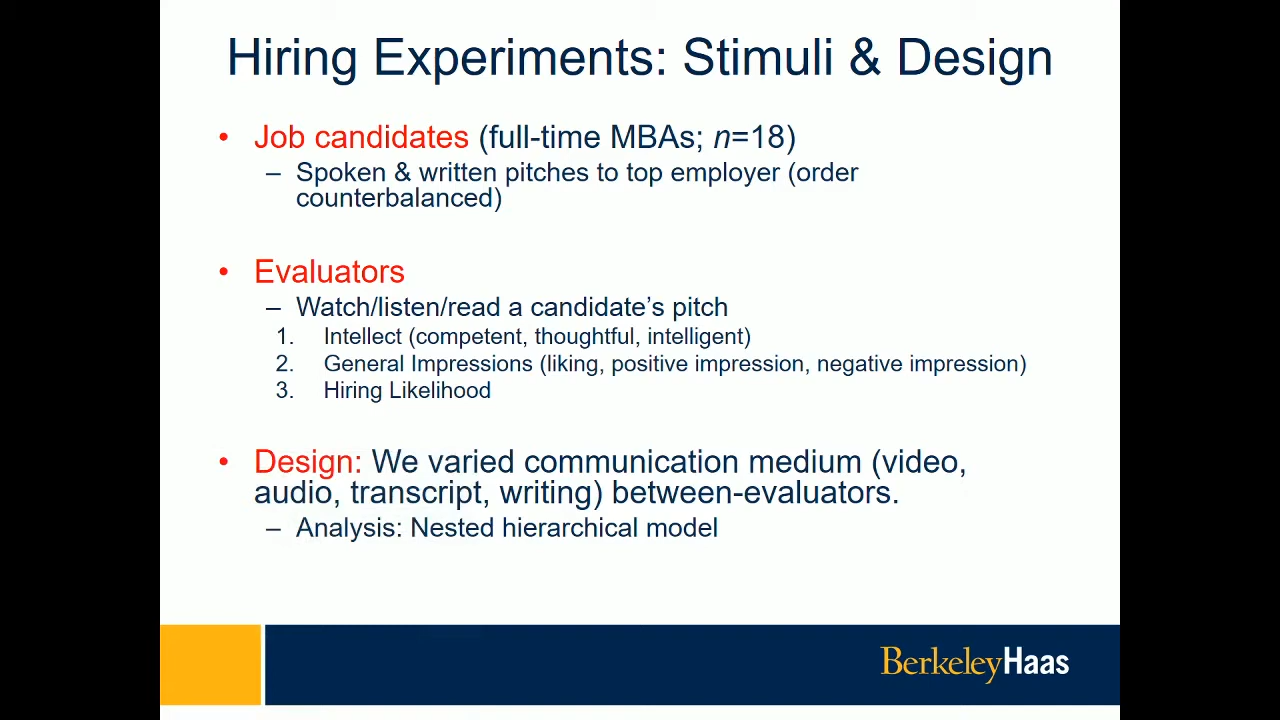 Hiring Experiments: Stimuli & Design
• Job candidates (full-time MBAs; n=18)
– Spoken & written pitches to top employer (order
counterbalanced)
• Evaluators
– Watch/listen/read a candidate’s pitch
1. Intellect (competent, thoughtful, intelligent)
2. General Impressions (liking, positive impression, negative impression)
3. Hiring Likelihood
• Design: We varied communication medium (video,
audio, transcript, writing) between-evaluators.
– Analysis: Nested hierarchical model
BerkeleyHaas